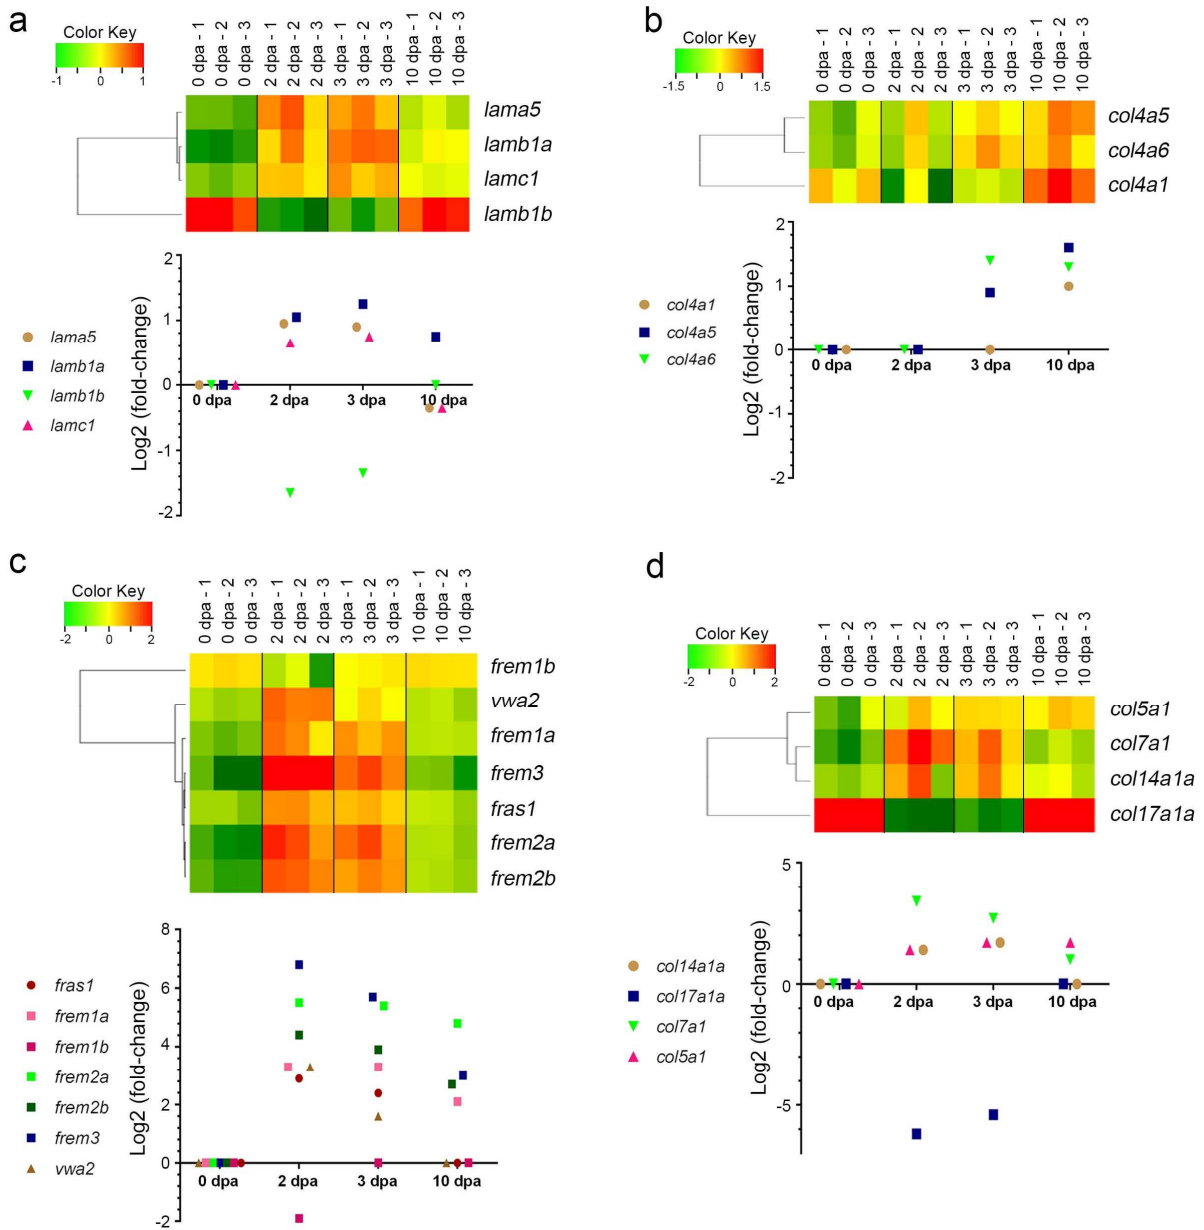 a
Color Key
-1 0 1
0 dpa - 1
0 dpa - 2
0 dpa - 3
2 dpa - 1
2 dpa - 2
2 dpa - 3
3 dpa - 1
3 dpa - 2
3 dpa - 3
10 dpa - 1
10 dpa - 2
10 dpa - 3
lama5
lamb1a
lamc1
lamb1b
Log2 (fold-change)
2
1
0
-1
-2
0 dpa 2 dpa 3 dpa 10 dpa
lama5
lamb1a
lamb1b
lamc1
b
Color Key
-1.5 0 1.5
0 dpa - 1
0 dpa - 2
0 dpa - 3
2 dpa - 1
2 dpa - 2
2 dpa - 3
3 dpa - 1
3 dpa - 2
3 dpa - 3
10 dpa - 1
10 dpa - 2
10 dpa - 3
col4a5
col4a6
col4a1
Log2 (fold-change)
2
1
0
-1
-2
0 dpa 2 dpa 3 dpa 10 dpa
col4a1
col4a5
col4a6
c
Color Key
-2 0 2
0 dpa - 1
0 dpa - 2
0 dpa - 3
2 dpa - 1
2 dpa - 2
2 dpa - 3
3 dpa - 1
3 dpa - 2
3 dpa - 3
10 dpa - 1
10 dpa - 2
10 dpa - 3
frem1b
vwa2
frem1a
frem3
fras1
frem2a
frem2b
Log2 (fold-change)
8
6
4
2
0
-2
0 dpa 2 dpa 3 dpa 10 dpa
fras1
frem1a
frem1b
frem2a
frem2b
frem3
vwa2
d
Color Key
-2 0 2
0 dpa - 1
0 dpa - 2
0 dpa - 3
2 dpa - 1
2 dpa - 2
2 dpa - 3
3 dpa - 1
3 dpa - 2
3 dpa - 3
10 dpa - 1
10 dpa - 2
10 dpa - 3
col5a1
col7a1
col14a1a
col17a1a
Log2 (fold-change)
5
0
-5
0 dpa 2 dpa 3 dpa 10 dpa
col14a1a
col17a1a
col7a1
col5a1